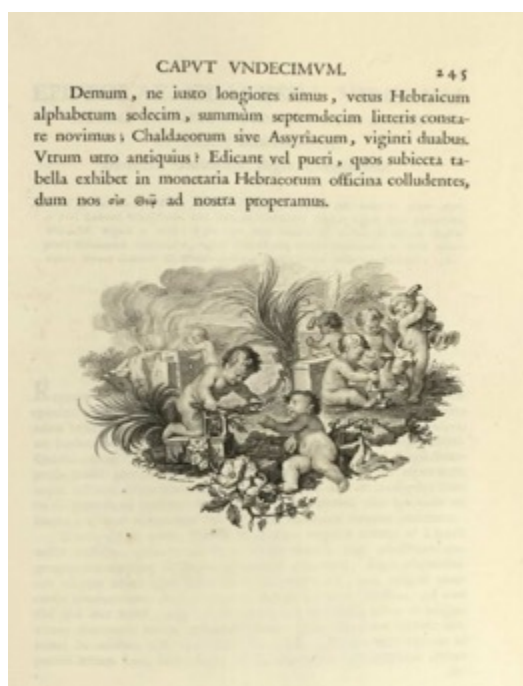 CAPVT VNDECIMVM. 245
Demum, ne iusto longiores simus, vetus Hebraicum
alphabetum sedecim, summùm septemdecim litteris consta-
re novimus; Chaldaeorum sive Assyriacum, viginti duabus.
Vtrum utro antiquius? Edicant vel pueri, quos subiecta ta-
bella exhibet in monetaria Hebraeorum officina colludentes,
dum nos σὺν Θεῷ ad nostra properamus.